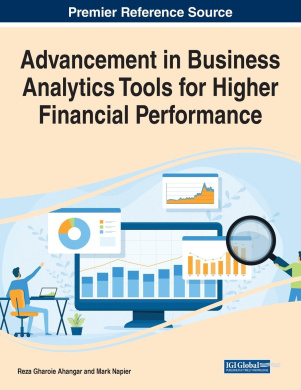 Premier Reference Source
Advancement in Business
Analytics Tools for Higher
Financial Performance
Reza Gharoie Ahangar and Mark Napier
IGI Global